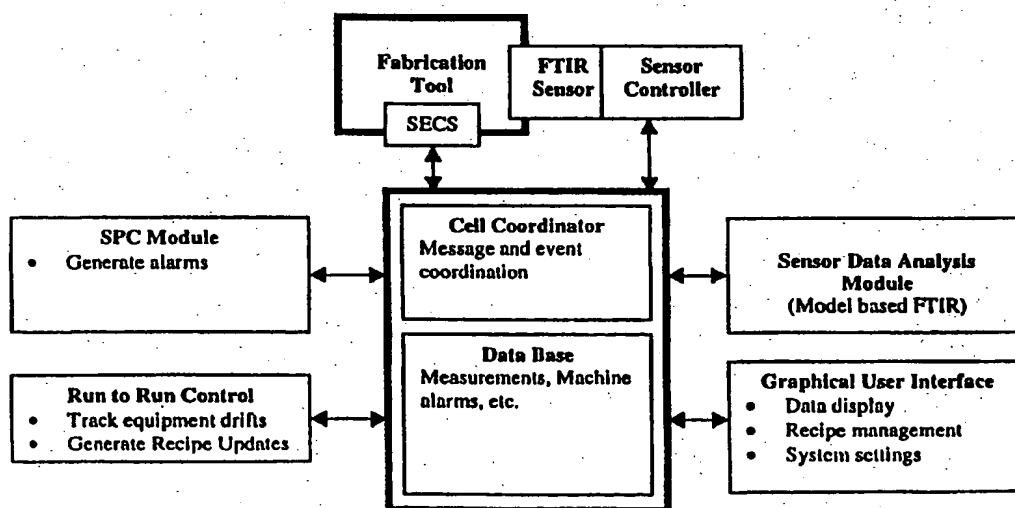 Fabrication
Tool
SECS
FTIR
Sensor
Sensor
Controller
SPC Module
• Generate alarms
Cell Coordinator
Message and event
coordination
Sensor Data Analysis
Module
(Model based FTIR)
Run to Run Control
• Track equipment drifts
• Generate Recipe Updates
Data Base
Measurements, Machine
alarms, etc.
Graphical User Interface
• Data display
• Recipe management
• System settings